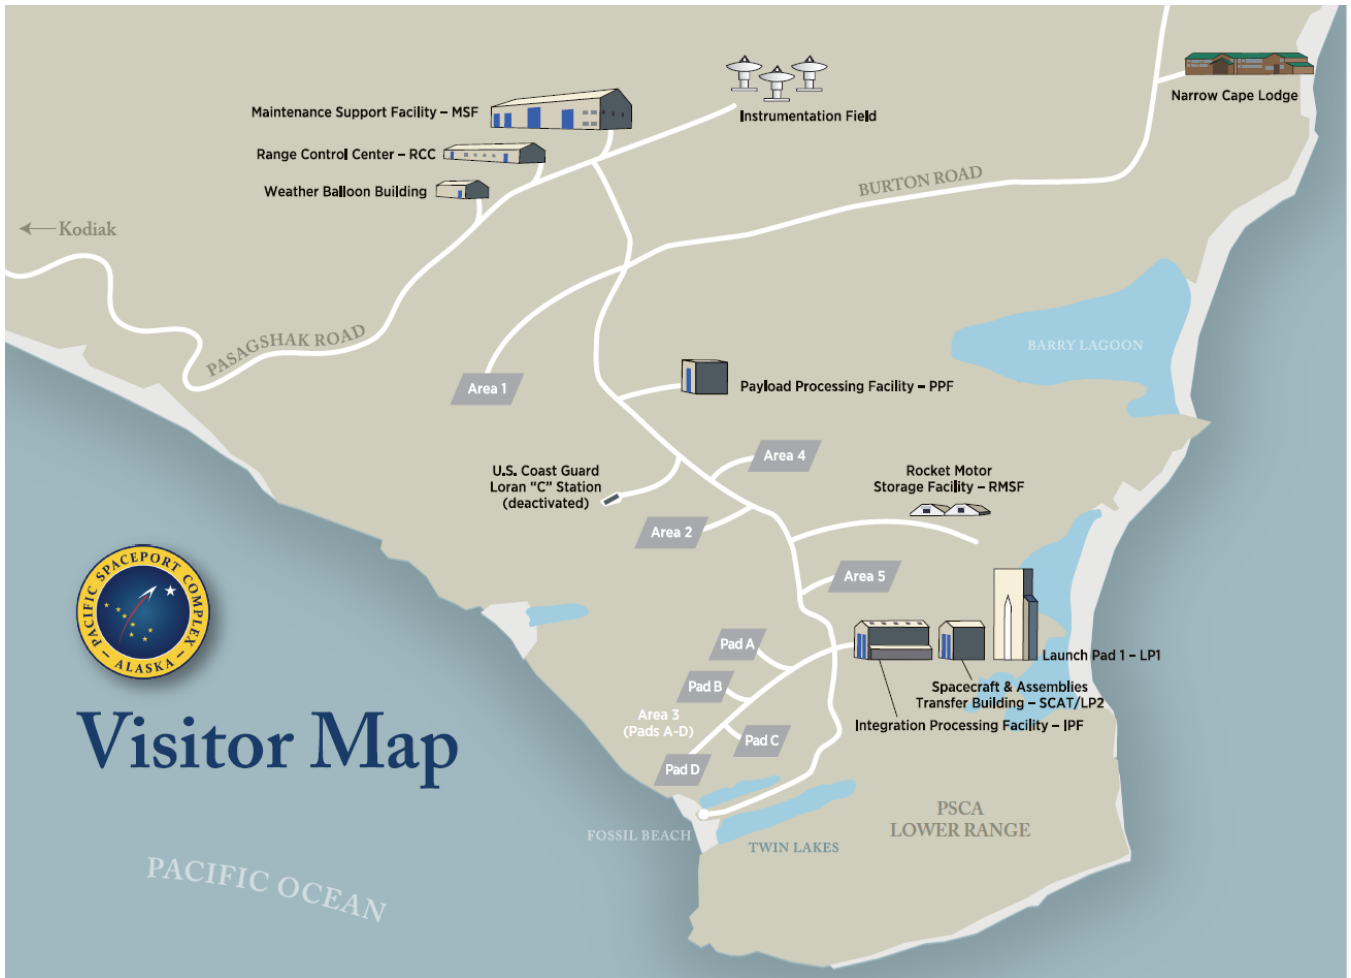 Narrow Cape Lodge
Instrumentation Field
Maintenance Support Facility – MSF
Range Control Center – RCC
Weather Balloon Building
BURTON ROAD
Kodiak
PASAGSHAK ROAD
BARRY LAGOON
Area 1
Payload Processing Facility – PPF
Area 4
U.S. Coast Guard
Loran “C” Station
(deactivated)
Rocket Motor
Storage Facility – RMSF
Area 2
Area 5
PACIFIC SPACEPORT COMPLEX
– ALASKA –
Pad A
Launch Pad 1 – LP1
Pad B
Spacecraft & Assemblies
Transfer Building – SCAT/LP2
Area 3
(Pads A-D)
Integration Processing Facility – IPF
Visitor Map
Pad C
Pad D
PSCA
LOWER RANGE
FOSSIL BEACH
TWIN LAKES
PACIFIC OCEAN